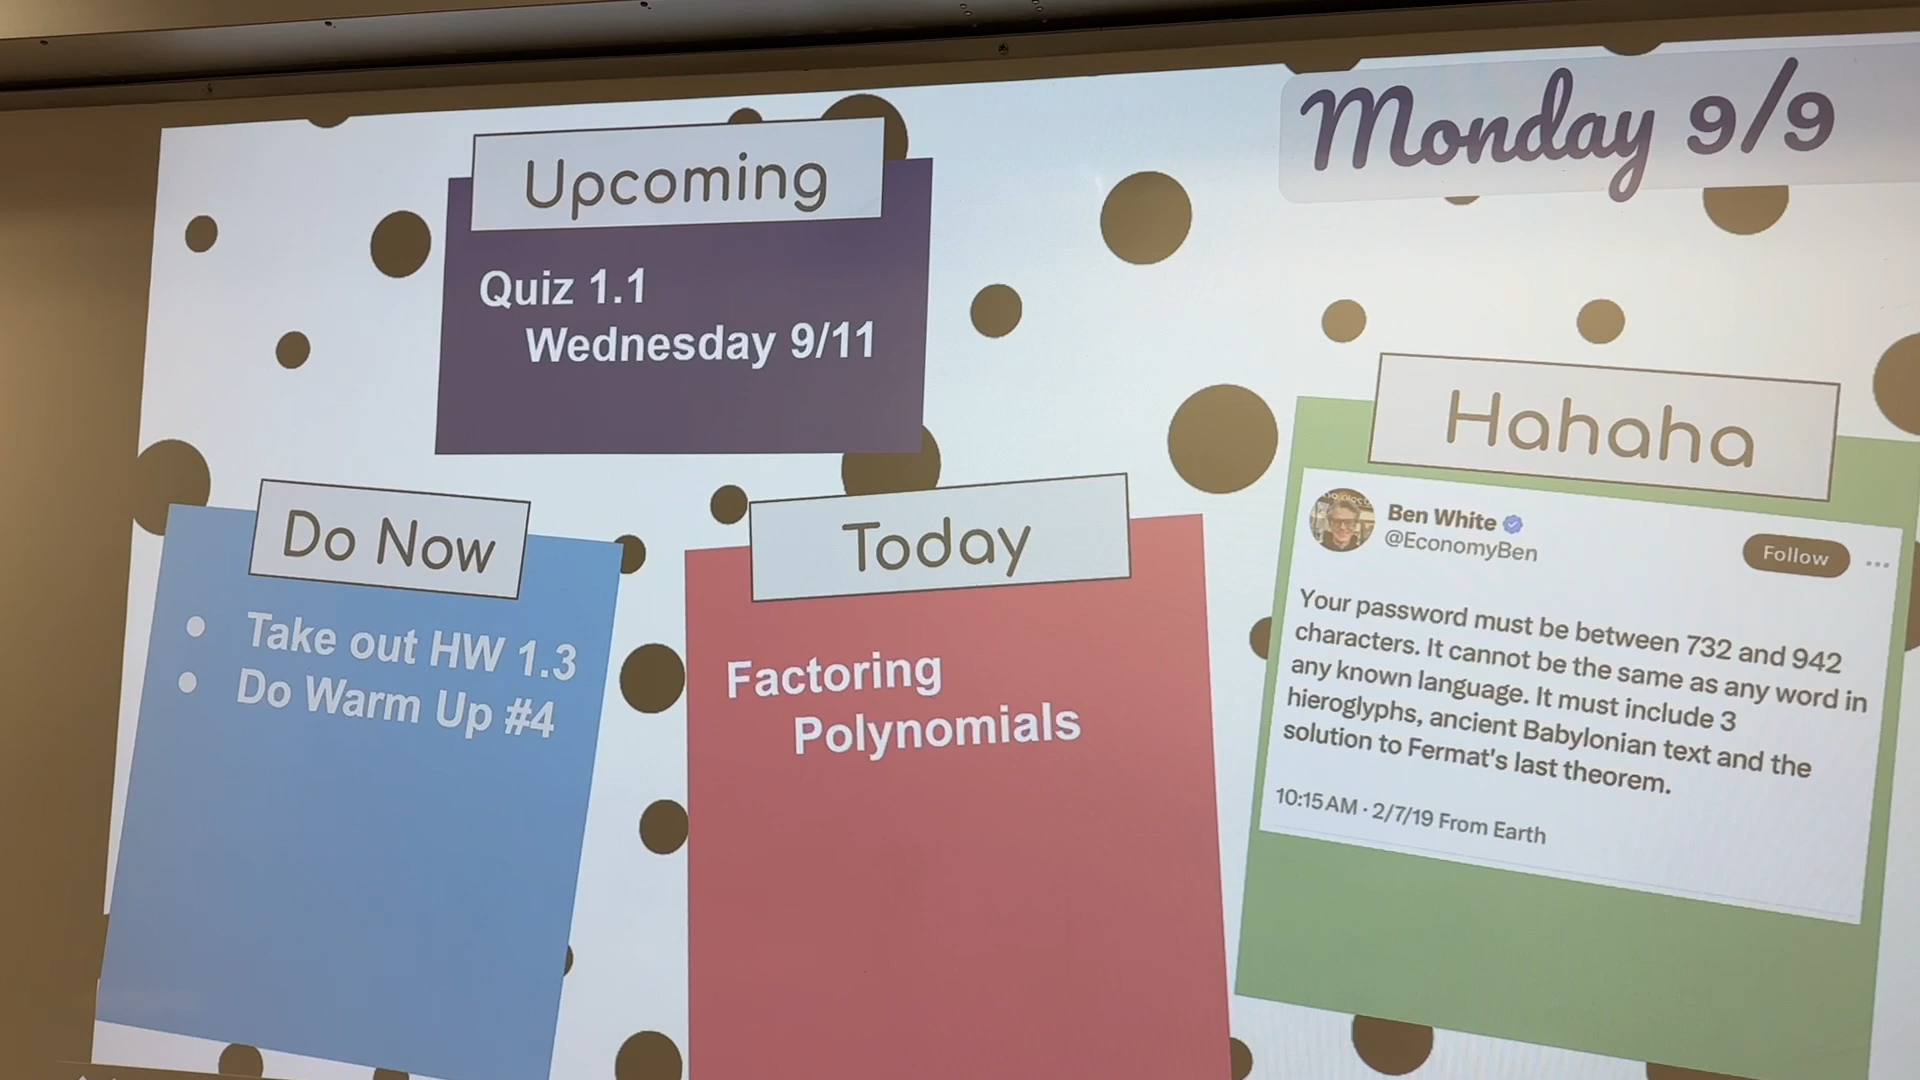 Monday 9/9
Upcoming
Quiz 1.1
Wednesday 9/11
Do Now
Take out HW 1.3
Do Warm Up #4
Today
Factoring
Polynomials
Hahaha
Ben White
@EconomyBen
Follow
Your password must be between 732 and 942
characters. It cannot be the same as any word in
any known language. It must include 3
hieroglyphs, ancient Babylonian text and the
solution to Fermat's last theorem.
10:15 AM · 2/7/19 From Earth